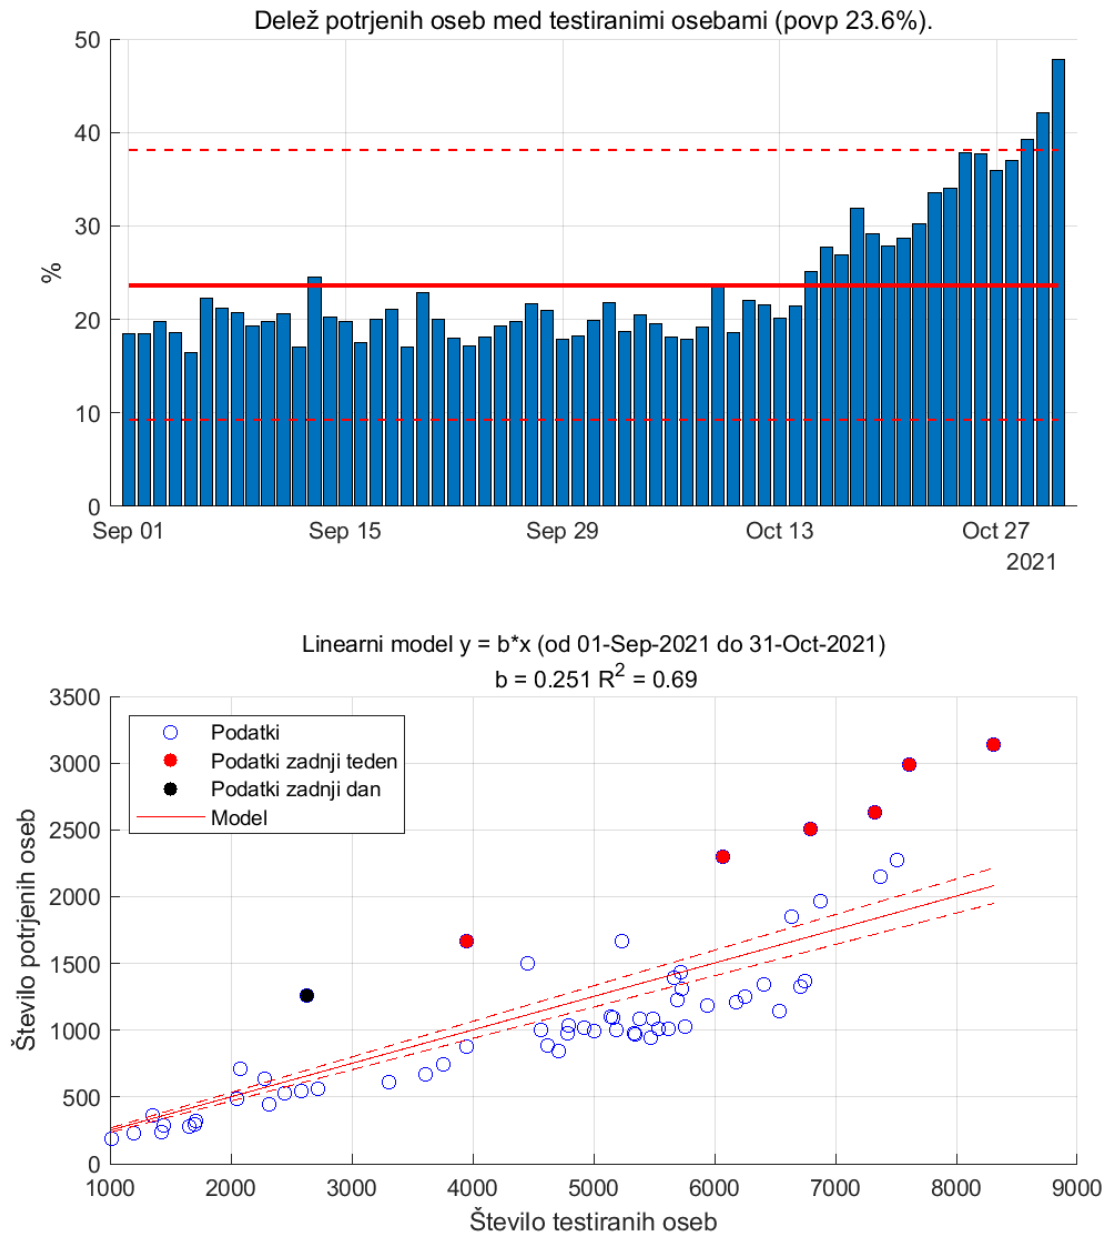 Delež potrjenih oseb med testiranimi osebami (povp 23.6%).
50
40
30
20
10
0
%
Sep 01 Sep 15 Sep 29 Oct 13 Oct 27
2021
Linearni model y = b*x (od 01-Sep-2021 do 31-Oct-2021)
b = 0.251 R² = 0.69
3500
3000
2500
2000
1500
1000
500
0
Število potrjenih oseb
Podatki
Podatki zadnji teden
Podatki zadnji dan
Model
1000 2000 3000 4000 5000 6000 7000 8000 9000
Število testiranih oseb